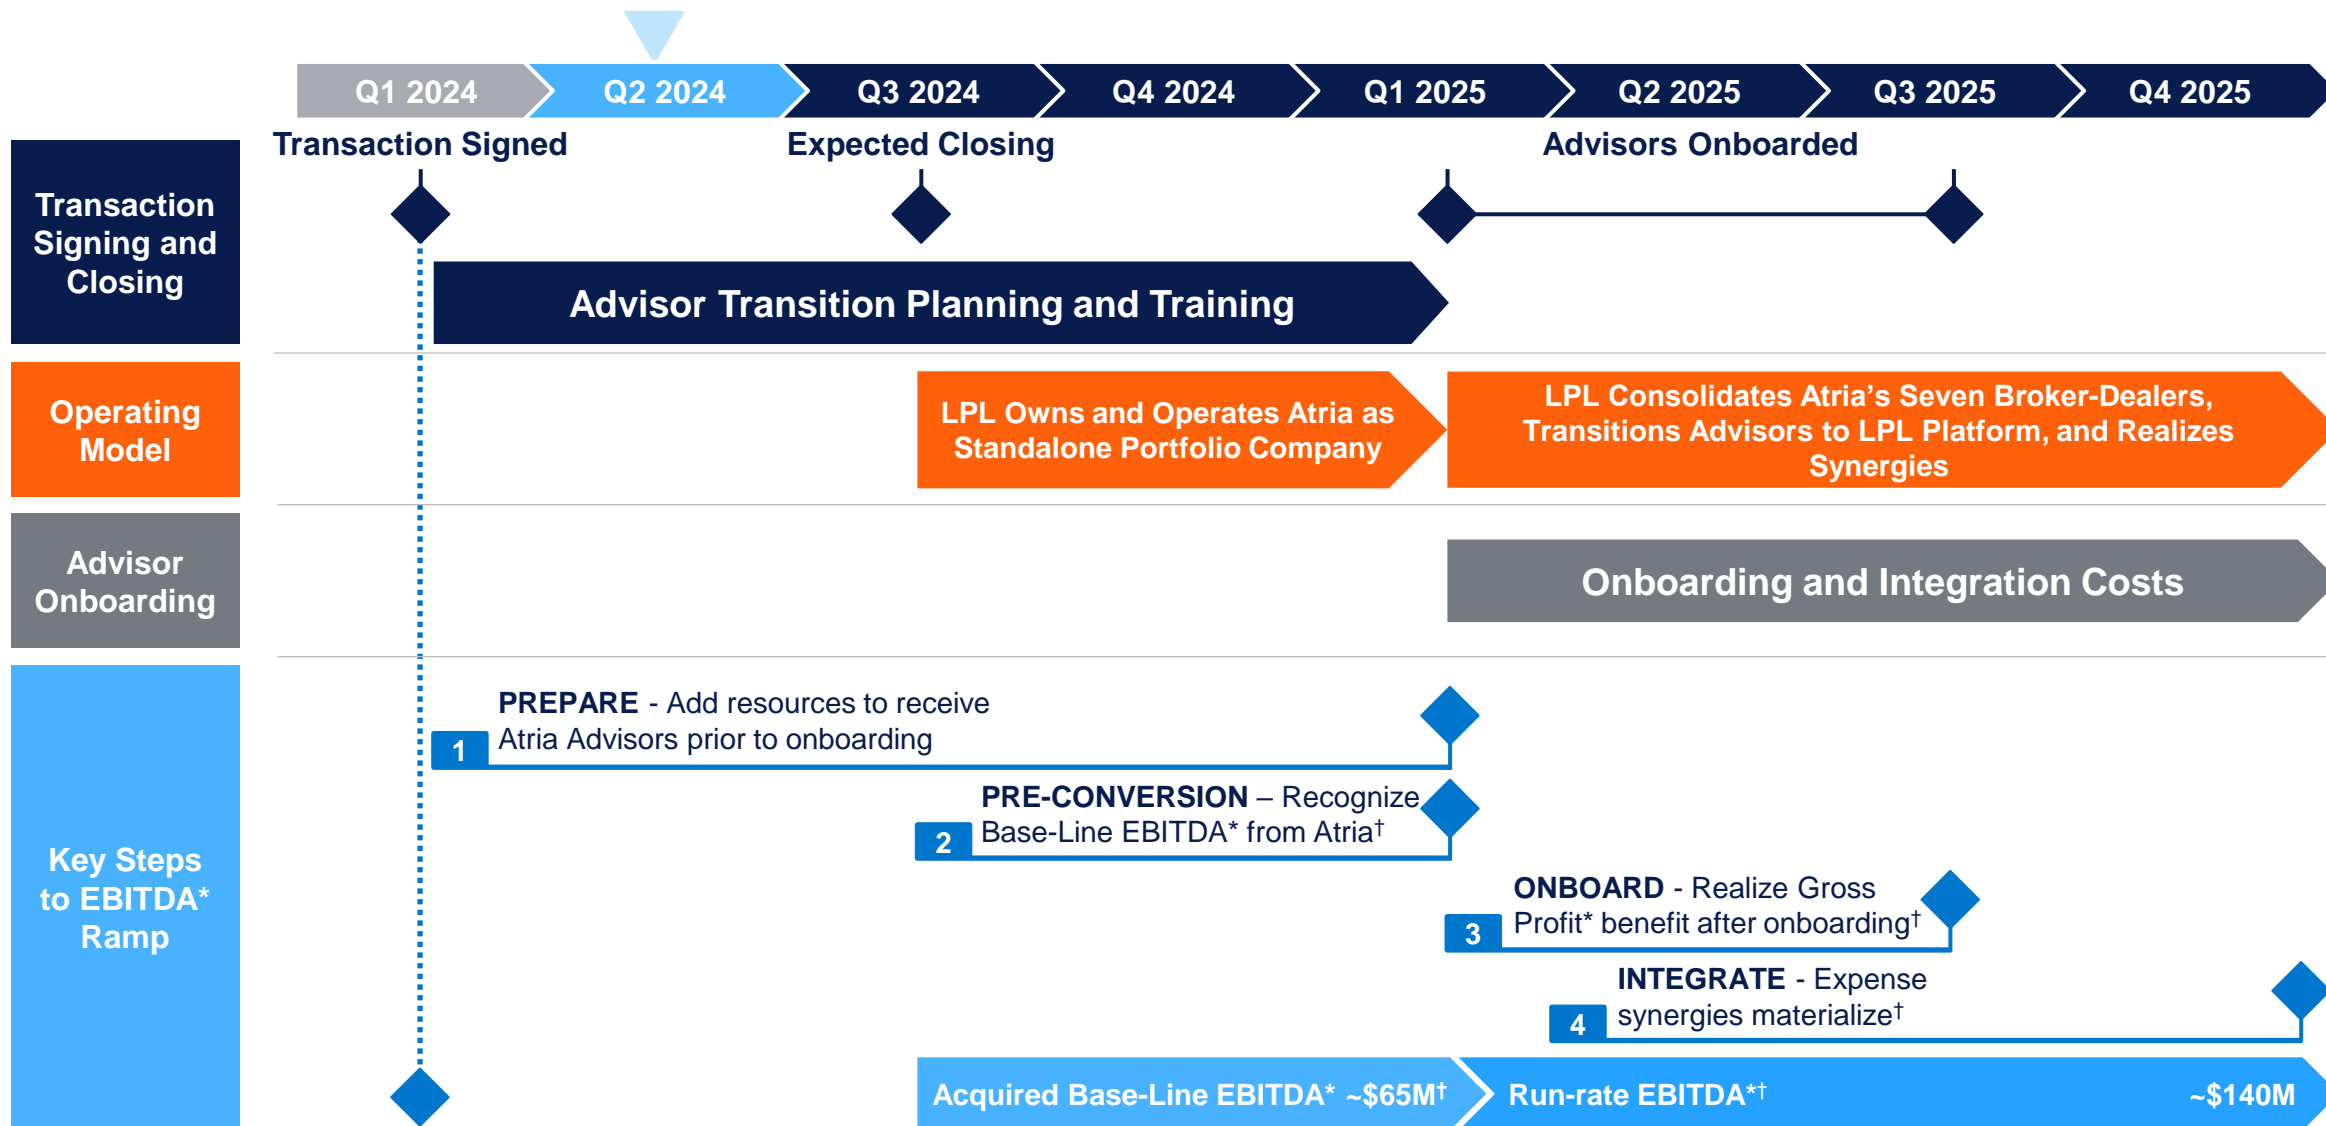 Q1 2024
Q2 2024
Q3 2024
Q4 2024
Q1 2025
Q2 2025
Q3 2025
Q4 2025
Transaction Signed
Expected Closing
Advisors Onboarded
Transaction
Signing and
Closing
Advisor Transition Planning and Training
Operating
Model
LPL Owns and Operates Atria as
Standalone Portfolio Company
LPL Consolidates Atria’s Seven Broker-Dealers,
Transitions Advisors to LPL Platform, and Realizes
Synergies
Advisor
Onboarding
Onboarding and Integration Costs
Key Steps
to EBITDA*
Ramp
1
PREPARE - Add resources to receive
Atria Advisors prior to onboarding
2
PRE-CONVERSION – Recognize
Base-Line EBITDA* from Atria†
3
ONBOARD - Realize Gross
Profit* benefit after onboarding†
4
INTEGRATE - Expense
synergies materialize†
Acquired Base-Line EBITDA* ~$65M†
Run-rate EBITDA*†
~$140M